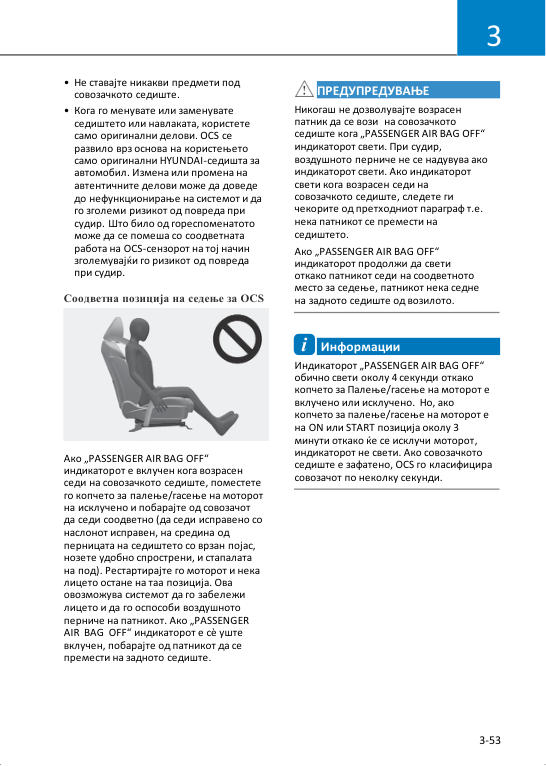 3
• Не ставајте никакви предмети под
совозачкото седиште.
• Кога го менувате или заменувате
седиштето или навлаката, користете
само оригинални делови. OCS се
развило врз основа на користењето
само оригинални HYUNDAI-седишта за
автомобил. Измена или промена на
автентичните делови може да доведе
до нефункционирање на системот и да
го зголеми ризикот од повреда при
судир. Што било од гореспоменатото
може да се помеша со соодветната
работа на OCS-сензорот на тој начин
зголемувајќи го ризик од повреда
при судир.
Соодветна позиција на седење за OCS
Ако „PASSENGER AIR BAG OFF“
индикаторот е вклучен кога возрасен
седи на совозачкото седиште, поместете
го копчето за палење/гасење на моторот
на исклучено и побарајте од совозачот
да седи соодветно (да седи исправено со
наслонот исправен, на средина од
перницата на седиштето со врзан појас,
нозете удобно спрострени, и стапалата
на под). Рестартирајте го моторот и нека
лицето остане на таа позиција. Ова
овозможува системот да го забележи
лицето и да го оспособи воздушното
перниче на патникот. Ако „PASSENGER
AIR BAG OFF“ индикаторот е сѐ уште
вклучен, побарајте од патникот да се
премести на задното седиште.
ПРЕДУПРЕДУВАЊЕ
Никогаш не дозволувајте возрасен
патник да се вози на совозачкото
седиште кога „PASSENGER AIR BAG OFF“
индикаторот свети. При судир,
воздушното перниче не се надувува ако
индикаторот свети. Ако индикаторот
свети кога возрасен седи на
совозачкото седиште, следете ги
чекорите од претходниот параграф т.е.
нека патникот се премести на
седиштето.
Ако „PASSENGER AIR BAG OFF“
индикаторот продолжи да свети
откако патникот седи на соодветното
место за седење, патникот нека седне
на задното седиште од возилото.
i Информации
Индикаторот „PASSENGER AIR BAG OFF“
обично свети околу 4 секунди откако
копчето за Палење/гасење на моторот е
вклучено или исклучено. Но, ако
копчето за палење/гасење на моторот е
на ON или START позиција околу 3
минути откако ќе се исклучи моторот,
индикаторот не свети. Ако совозачкото
седиште е зафатено, OCS го класифицира
совозачот по неколку секунди.
3-53